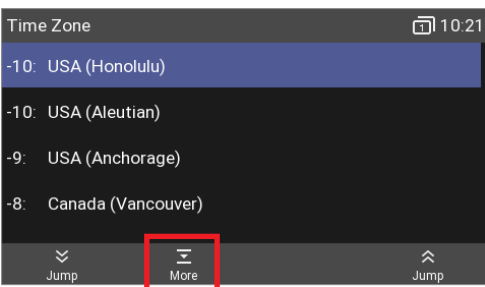 Time Zone 1 10:21
-10: USA (Honolulu)
-10: USA (Aleutian)
-9: USA (Anchorage)
-8: Canada (Vancouver)
Jump More Jump